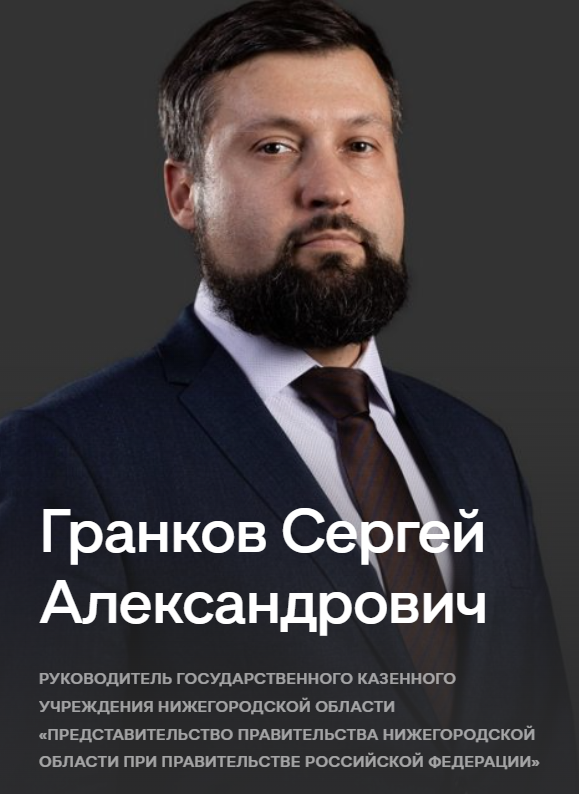 Гранков Сергей
Александрович
РУКОВОДИТЕЛЬ ГОСУДАРСТВЕННОГО КАЗЕННОГО
УЧРЕЖДЕНИЯ НИЖЕГОРОДСКОЙ ОБЛАСТИ
«ПРЕДСТАВИТЕЛЬСТВО ПРАВИТЕЛЬСТВА НИЖЕГОРОДСКОЙ
ОБЛАСТИ ПРИ ПРАВИТЕЛЬСТВЕ РОССИЙСКОЙ ФЕДЕРАЦИИ»